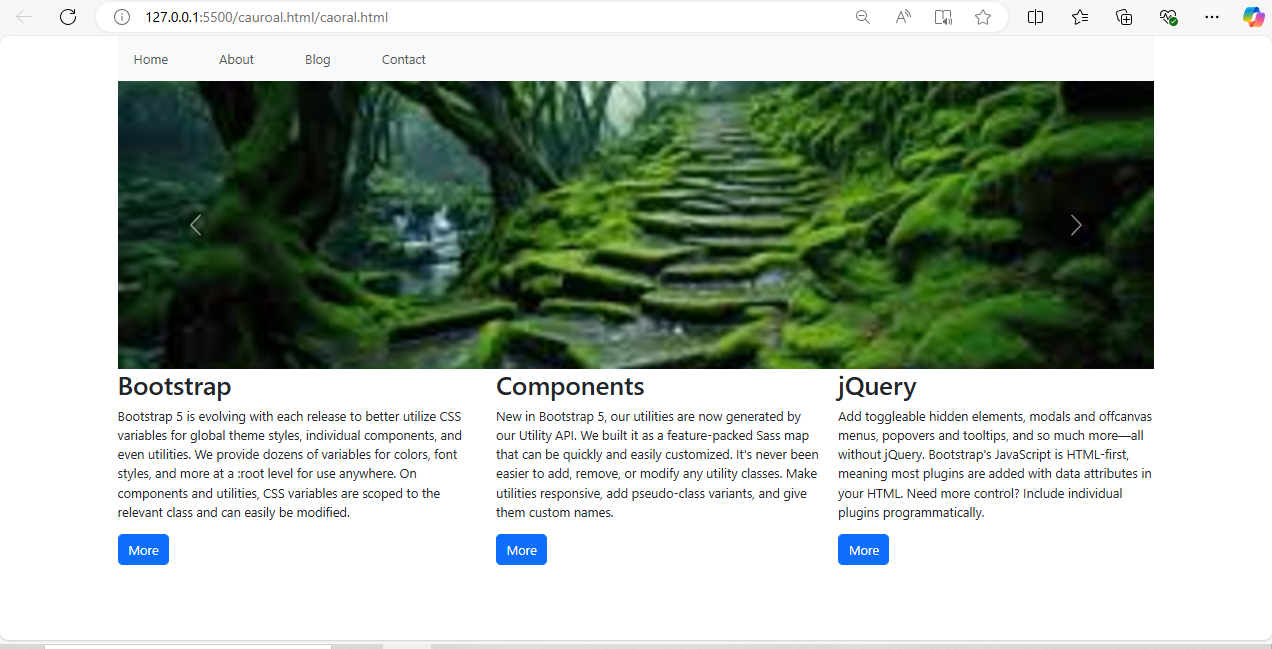 127.0.0.1:5500/cauroal.html/caoral.html
Home About Blog Contact
Bootstrap
Bootstrap 5 is evolving with each release to better utilize CSS
variables for global theme styles, individual components, and
even utilities. We provide dozens of variables for colors, font
styles, and more at a :root level for use anywhere. On
components and utilities, CSS variables are scoped to the
relevant class and can easily be modified.
More
Components
New in Bootstrap 5, our utilities are now generated by
our Utility API. We built it as a feature-packed Sass map
that can be quickly and easily customized. It's never been
easier to add, remove, or modify any utility classes. Make
utilities responsive, add pseudo-class variants, and give
them custom names.
More
jQuery
Add toggleable hidden elements, modals and offcanvas
menus, popovers and tooltips, and so much more—all
without jQuery. Bootstrap's JavaScript is HTML-first,
meaning most plugins are added with data attributes in
your HTML. Need more control? Include individual
plugins programmatically.
More